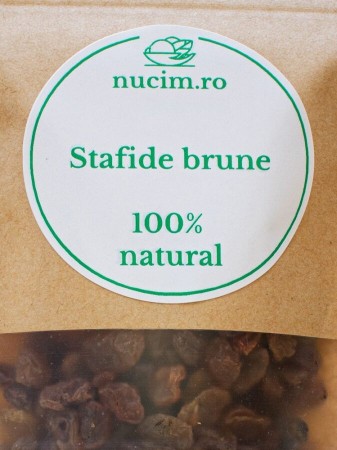 nucim.ro
Stafide brune
100%
natural